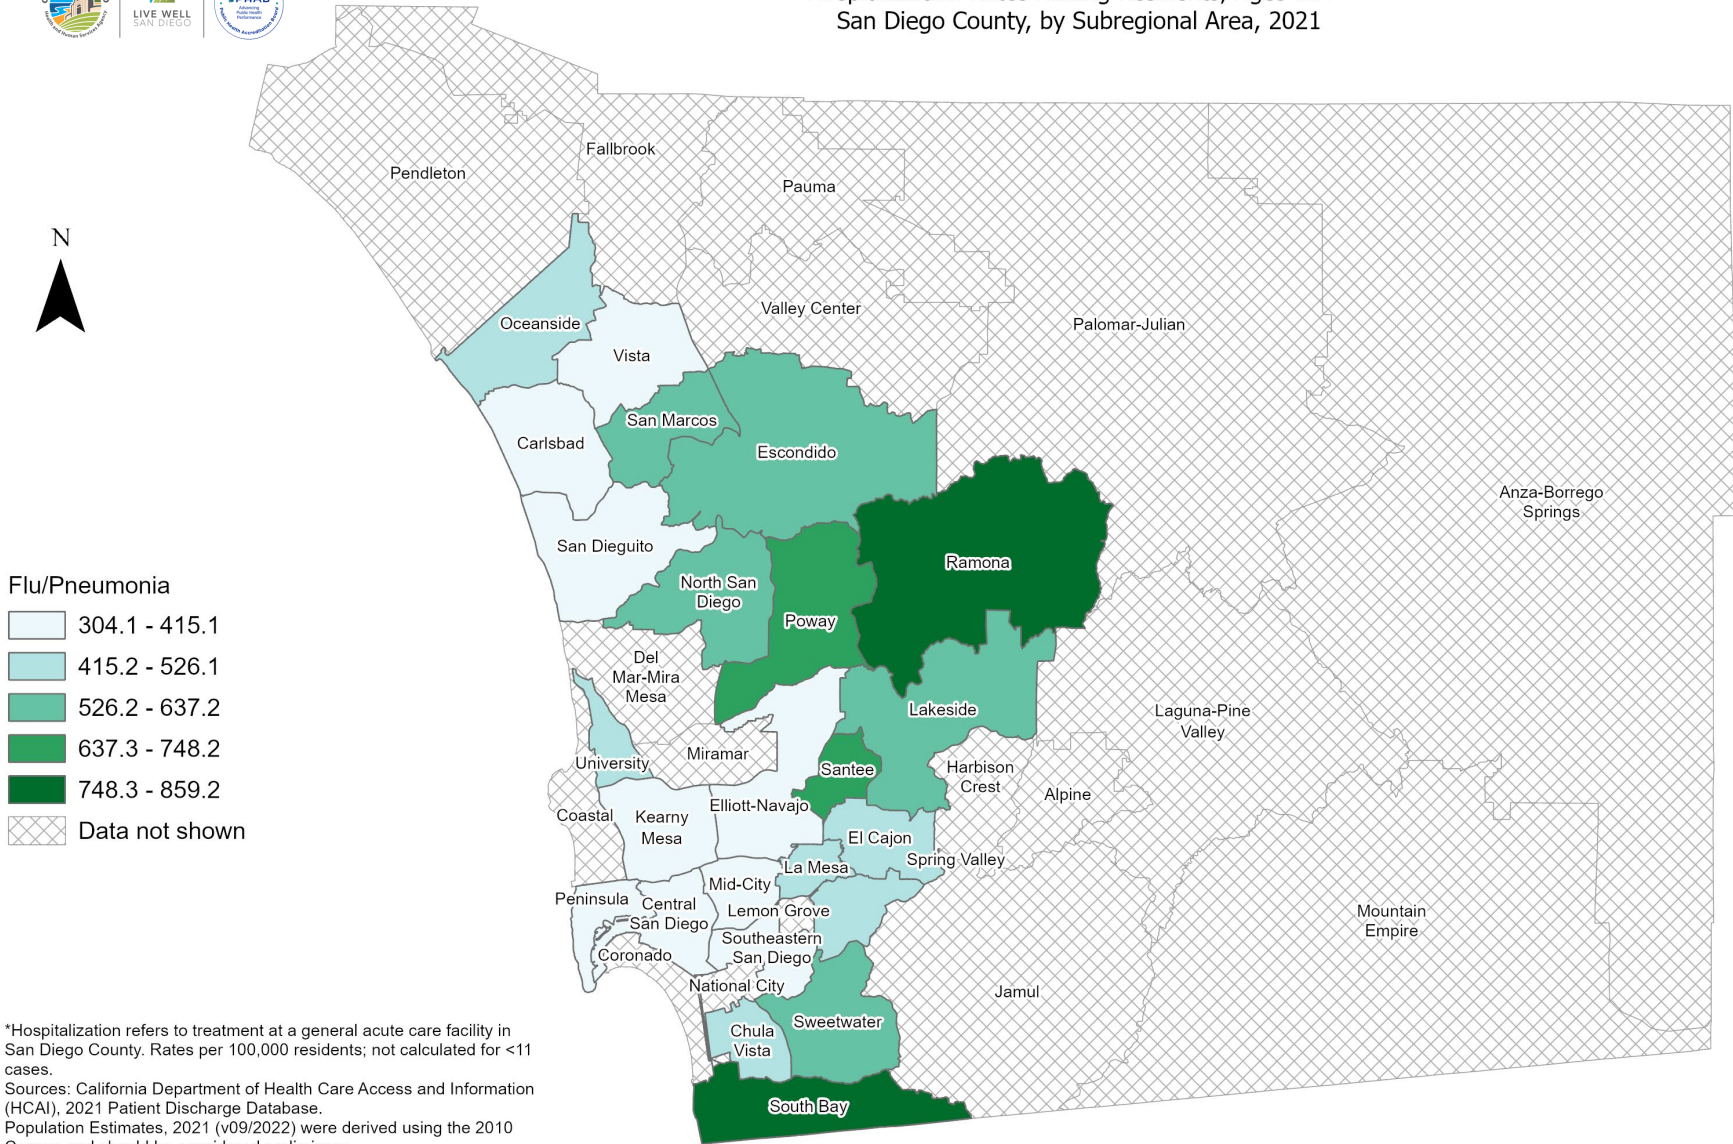 LIVE WELL
SAN DIEGO
Advancing
Public Health
Performance
San Diego County, by Subregional Area, 2021
Pendleton
Fallbrook
Pauma
N
Oceanside
Valley Center
Palomar-Julian
Vista
San Marcos
Carlsbad
Escondido
Anza-Borrego
Springs
San Dieguito
Ramona
North San
Diego
Poway
Del
Mar-Mira
Mesa
Lakeside
Laguna-Pine
Valley
Miramar
University
Santee
Harbison
Crest
Alpine
Coastal
Kearny
Mesa
Elliott-Navajo
El Cajon
Spring Valley
La Mesa
Mid-City
Peninsula
Central
San Diego
Lemon Grove
Mountain
Empire
Southeastern
San Diego
Coronado
National City
Jamul
Sweetwater
Chula
Vista
South Bay
Flu/Pneumonia
304.1 - 415.1
415.2 - 526.1
526.2 - 637.2
637.3 - 748.2
748.3 - 859.2
Data not shown
*Hospitalization refers to treatment at a general acute care facility in
San Diego County. Rates per 100,000 residents; not calculated for <11
cases.
Sources: California Department of Health Care Access and Information
(HCAI), 2021 Patient Discharge Database.
Population Estimates, 2021 (v09/2022) were derived using the 2010